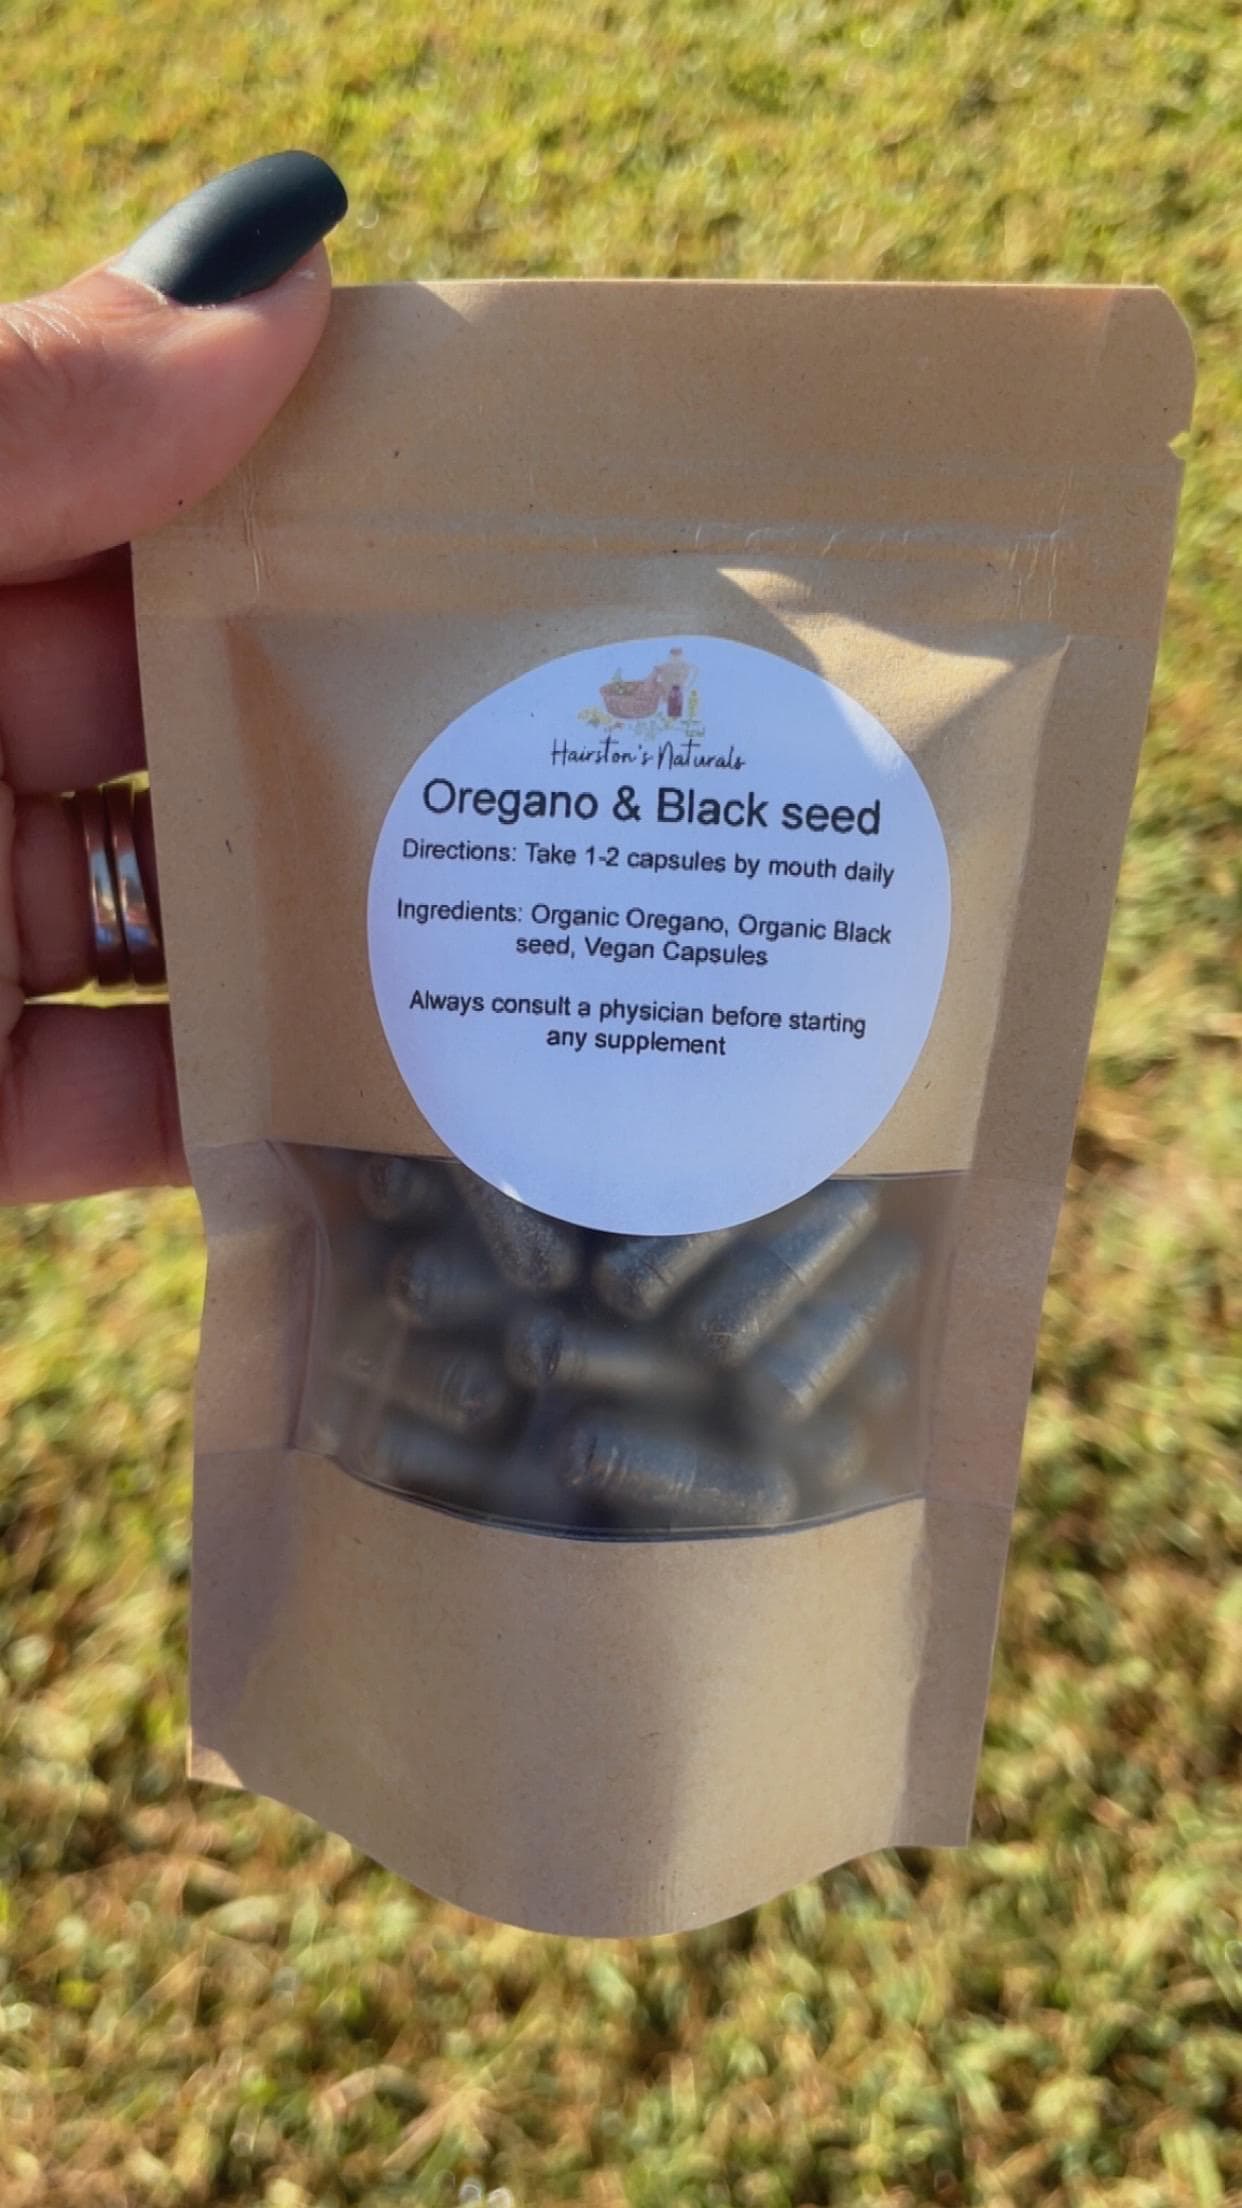 Hairston's Naturals
Oregano & Black seed
Directions: Take 1-2 capsules by mouth daily
Ingredients: Organic Oregano, Organic Black
seed, Vegan Capsules
Always consult a physician before starting
any supplement